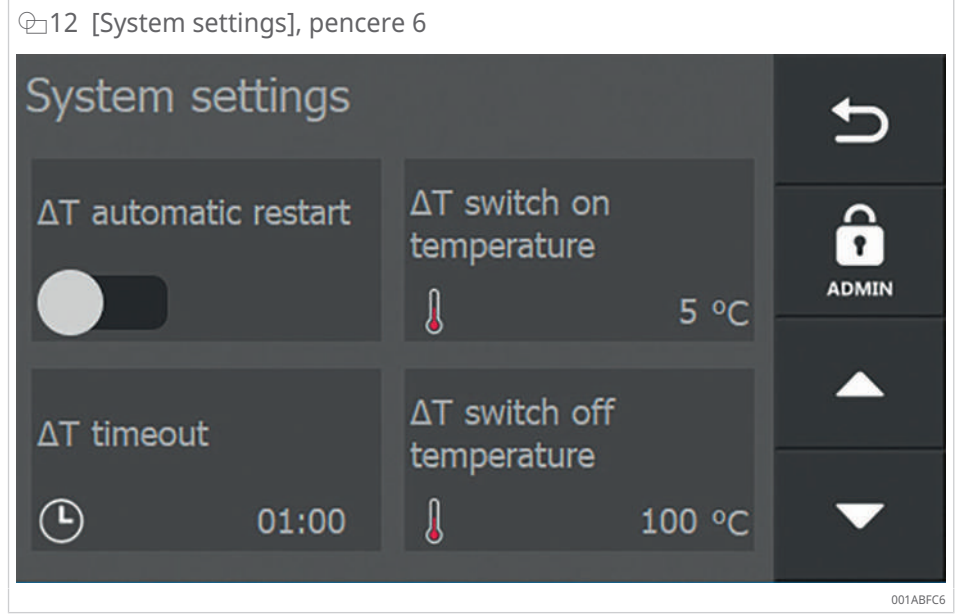 12 [System settings], pencere 6
System settings
ΔT automatic restart
ΔT switch on
temperature
5 °C
ADMIN
ΔT timeout
01:00
ΔT switch off
temperature
100 °C
001ABFC6